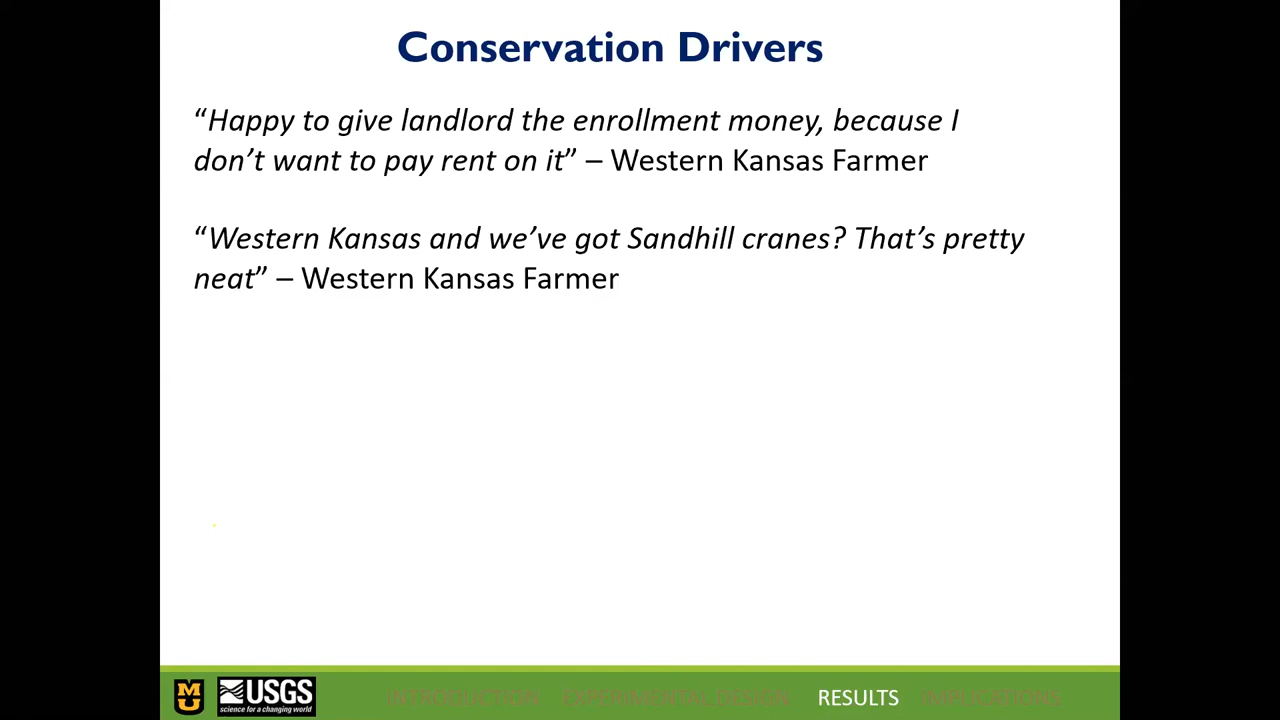 Conservation Drivers
“Happy to give landlord the enrollment money, because I
don’t want to pay rent on it” – Western Kansas Farmer
“Western Kansas and we’ve got Sandhill cranes? That’s pretty
neat” – Western Kansas Farmer
MU
USGS
science for a changing world
INTRODUCTION EXPERIMENTAL DESIGN RESULTS IMPLICATIONS